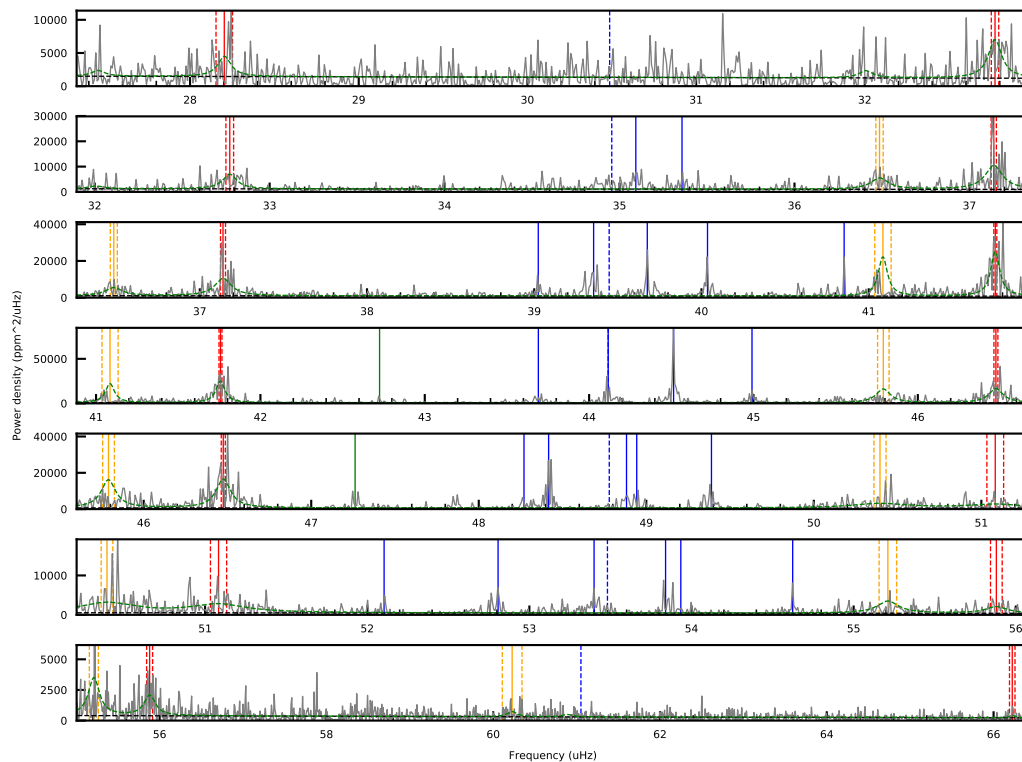 10000
5000
0
28 29 30 31 32
30000
20000
10000
0
32 33 34 35 36 37
40000
20000
0
37 38 39 40 41
Power density (ppm^2/uHz)
50000
0
41 42 43 44 45 46
40000
20000
0
46 47 48 49 50 51
10000
0
51 52 53 54 55 56
5000
2500
0
56 58 60 62 64 66
Frequency (uHz)